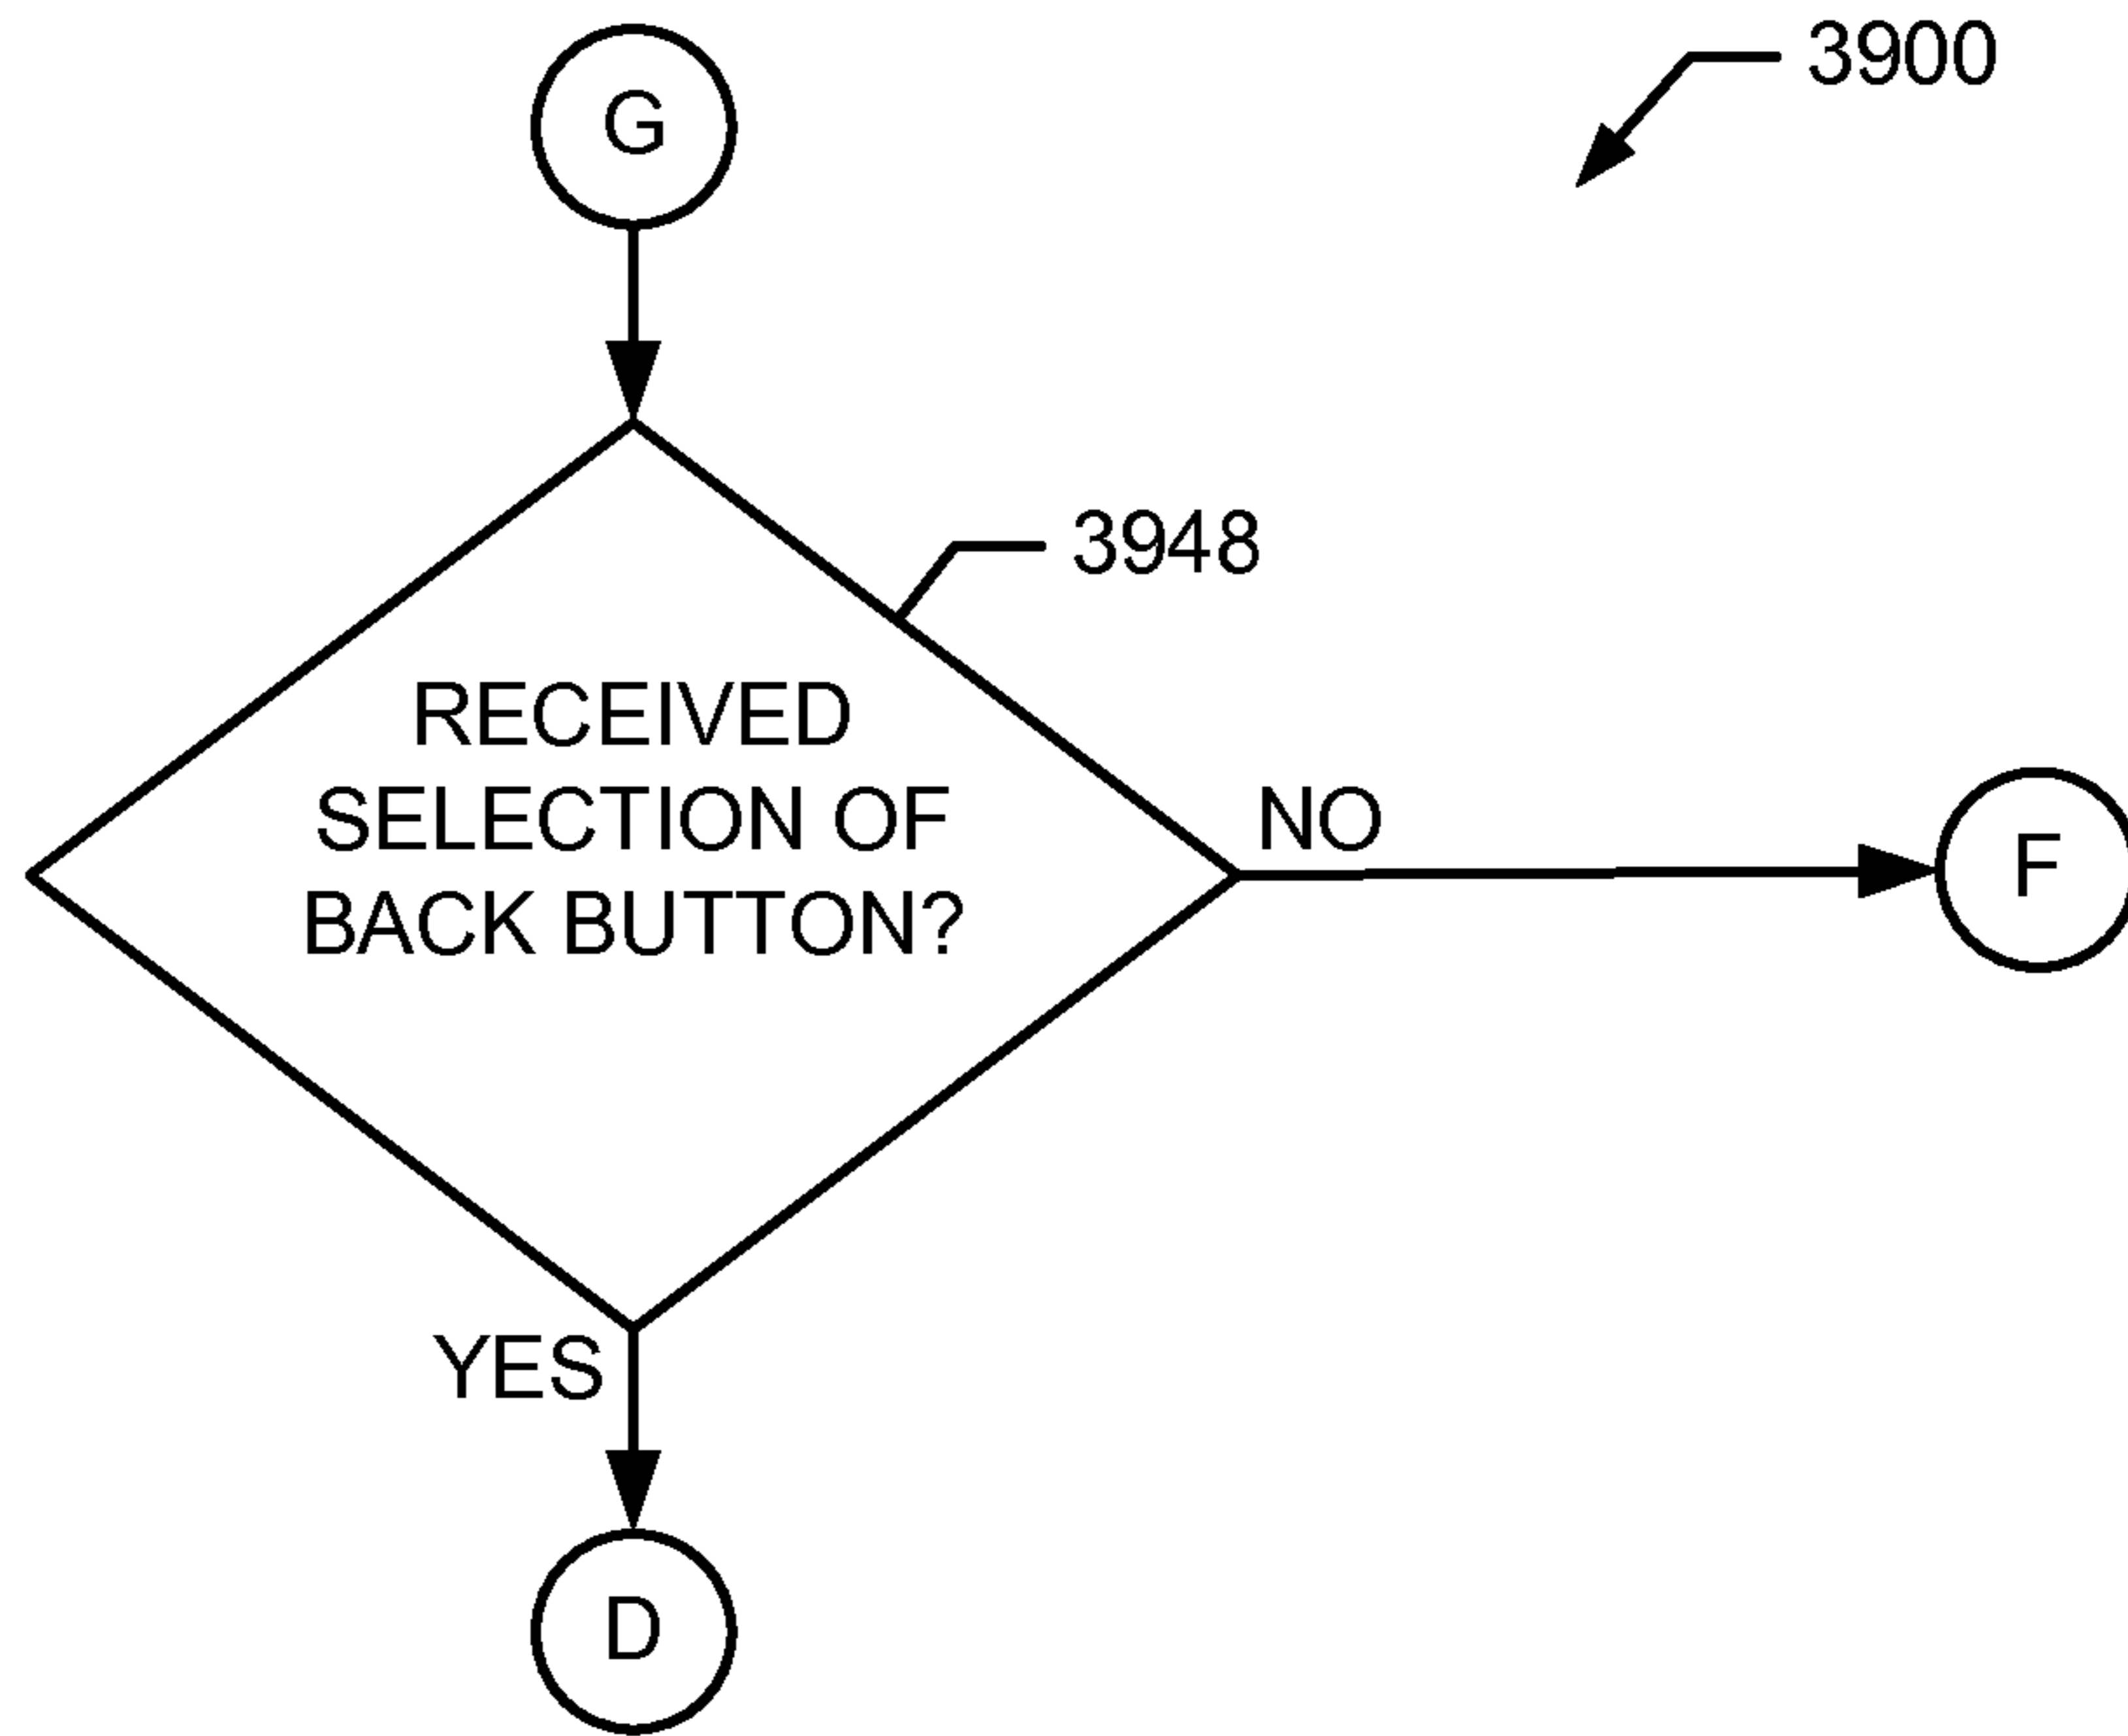 G
3900
3948
RECEIVED
SELECTION OF
BACK BUTTON?
NO
F
YES
D